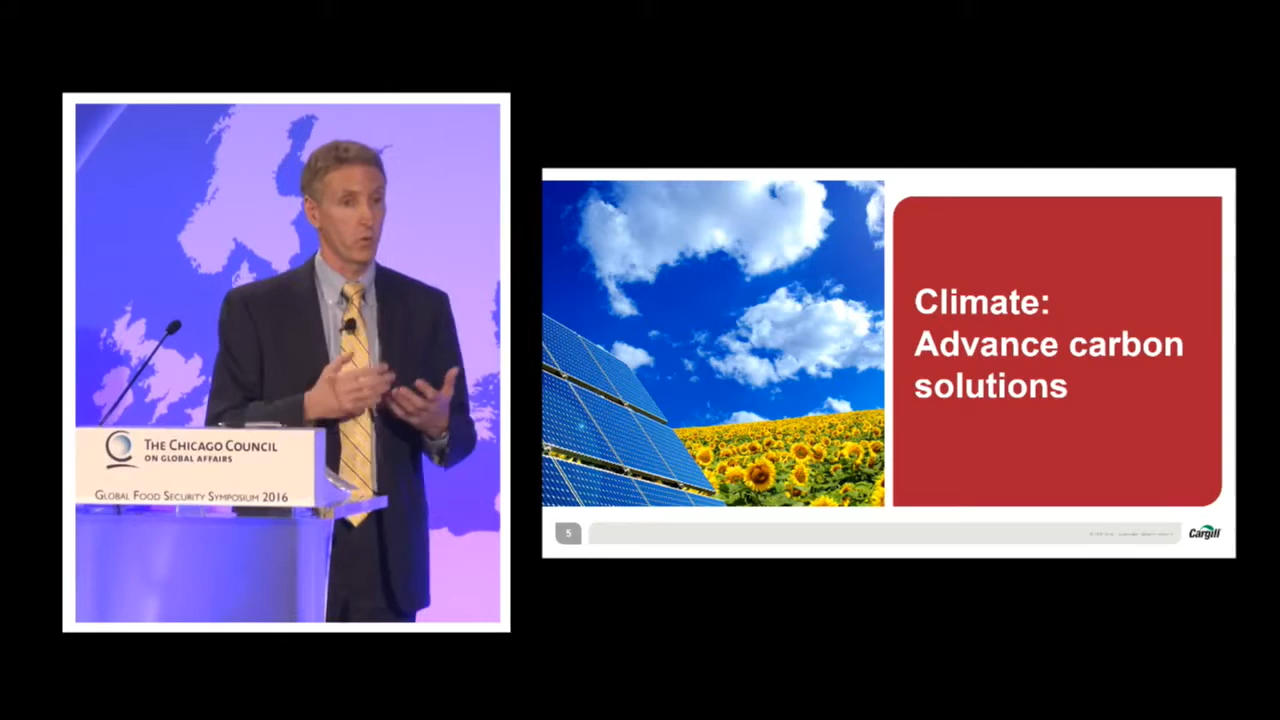 THE CHICAGO COUNCIL
ON GLOBAL AFFAIRS
GLOBAL FOOD SECURITY SYMPOSIUM 2016
Climate:
Advance carbon
solutions
5
Cargill